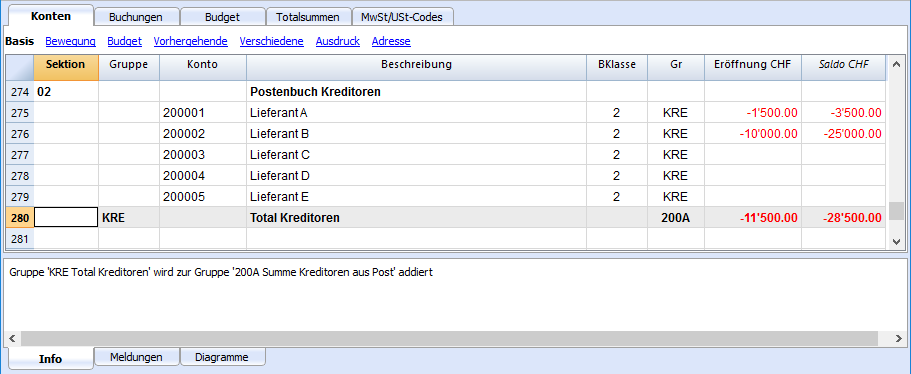 Konten Buchungen Budget Totalsummen MwSt/USt-Codes
Basis Bewegung Budget Vorhergehende Verschiedene Ausdruck Adresse
Sektion Gruppe Konto Beschreibung BKlasse Gr Eröffnung CHF Saldo CHF
274 02 Postenbuch Kreditoren
275 200001 Lieferant A 2 KRE -1'500.00 -3'500.00
276 200002 Lieferant B 2 KRE -10'000.00 -25'000.00
277 200003 Lieferant C 2 KRE
278 200004 Lieferant D 2 KRE
279 200005 Lieferant E 2 KRE
280 KRE Total Kreditoren 200A -11'500.00 -28'500.00
281
Gruppe 'KRE Total Kreditoren' wird zur Gruppe '200A Summe Kreditoren aus Post' addiert
Info Meldungen Diagramme